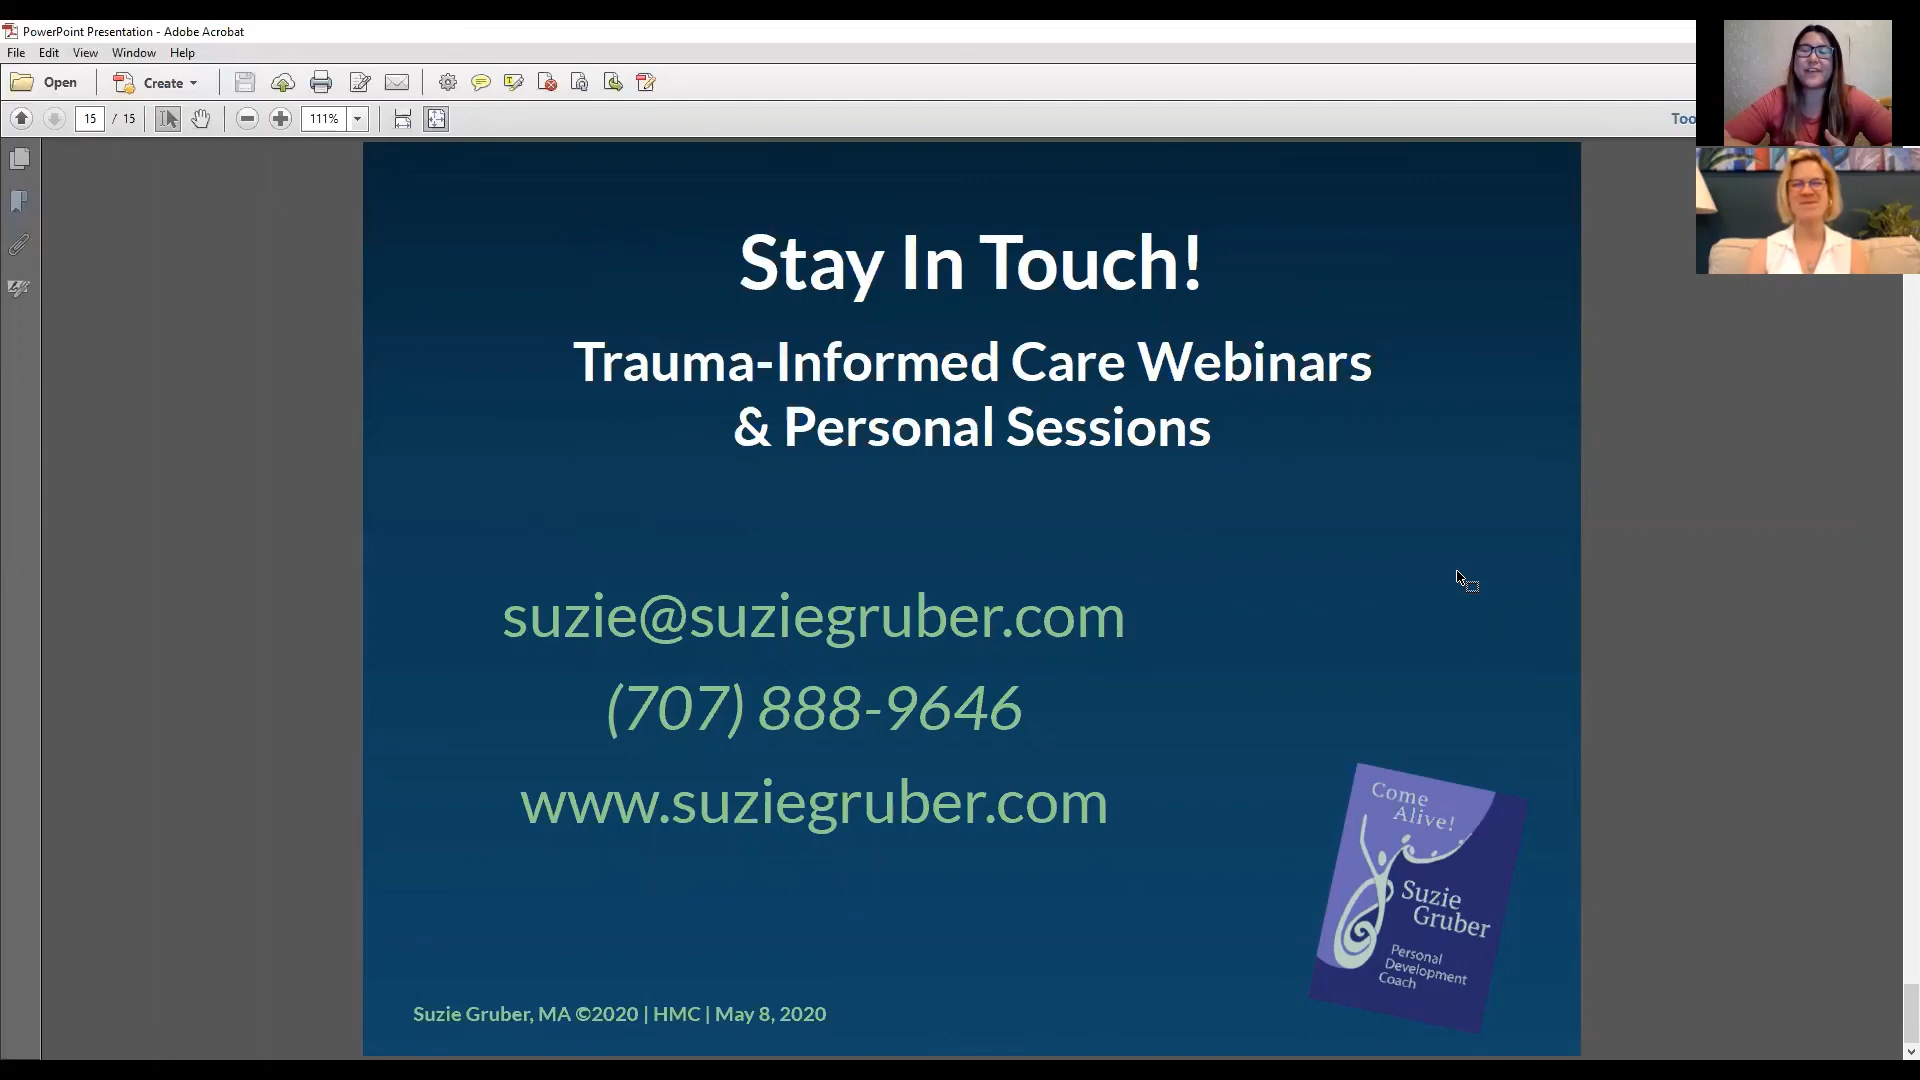 PowerPoint Presentation - Adobe Acrobat
File Edit View Window Help
Open Create
15 / 15 111% Too
Stay In Touch!
Trauma-Informed Care Webinars
& Personal Sessions
suzie@suziegruber.com
(707) 888-9646
www.suziegruber.com
Come
Alive!
Suzie
Gruber
Personal
Development
Coach
Suzie Gruber, MA ©2020 | HMC | May 8, 2020